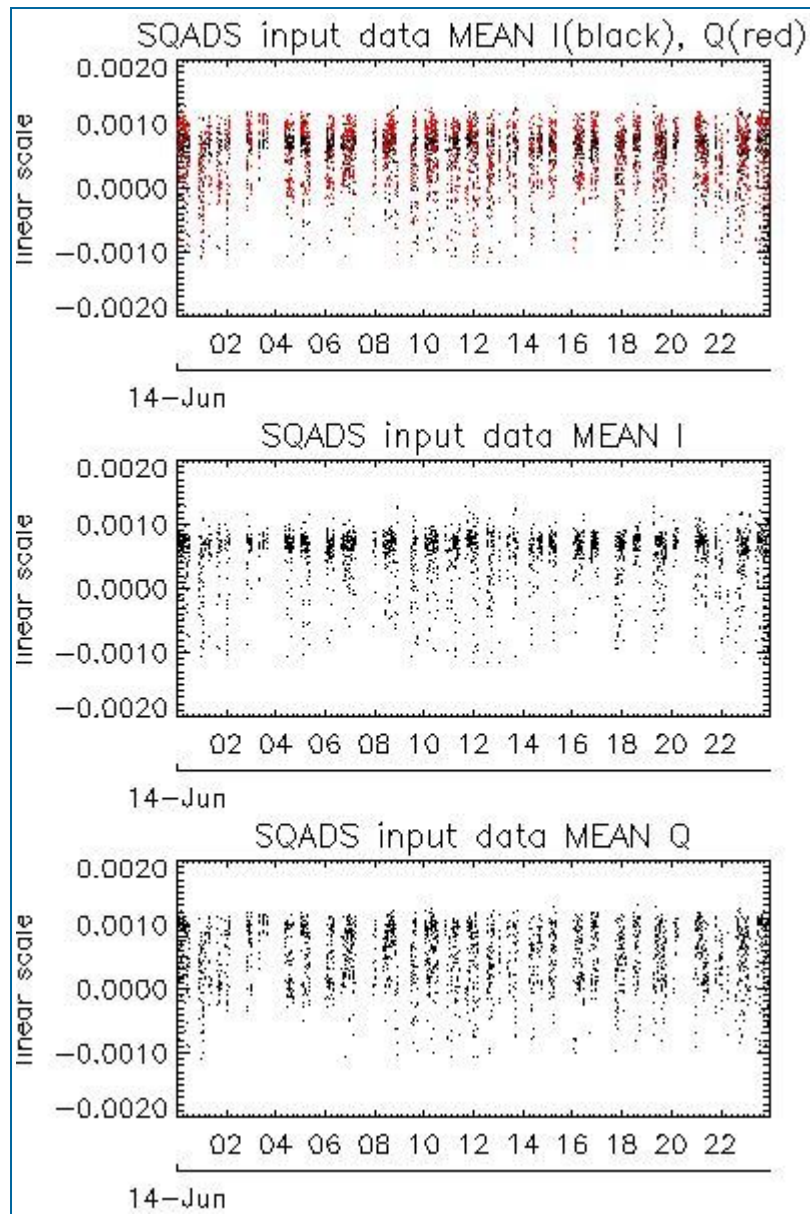 SQADS input data MEAN I(black), Q(red)
0.0020
0.0010
0.0000
−0.0010
−0.0020
linear scale
02 04 06 08 10 12 14 16 18 20 22
14−Jun
SQADS input data MEAN I
0.0020
0.0010
0.0000
−0.0010
−0.0020
linear scale
02 04 06 08 10 12 14 16 18 20 22
14−Jun
SQADS input data MEAN Q
0.0020
0.0010
0.0000
−0.0010
−0.0020
linear scale
02 04 06 08 10 12 14 16 18 20 22
14−Jun